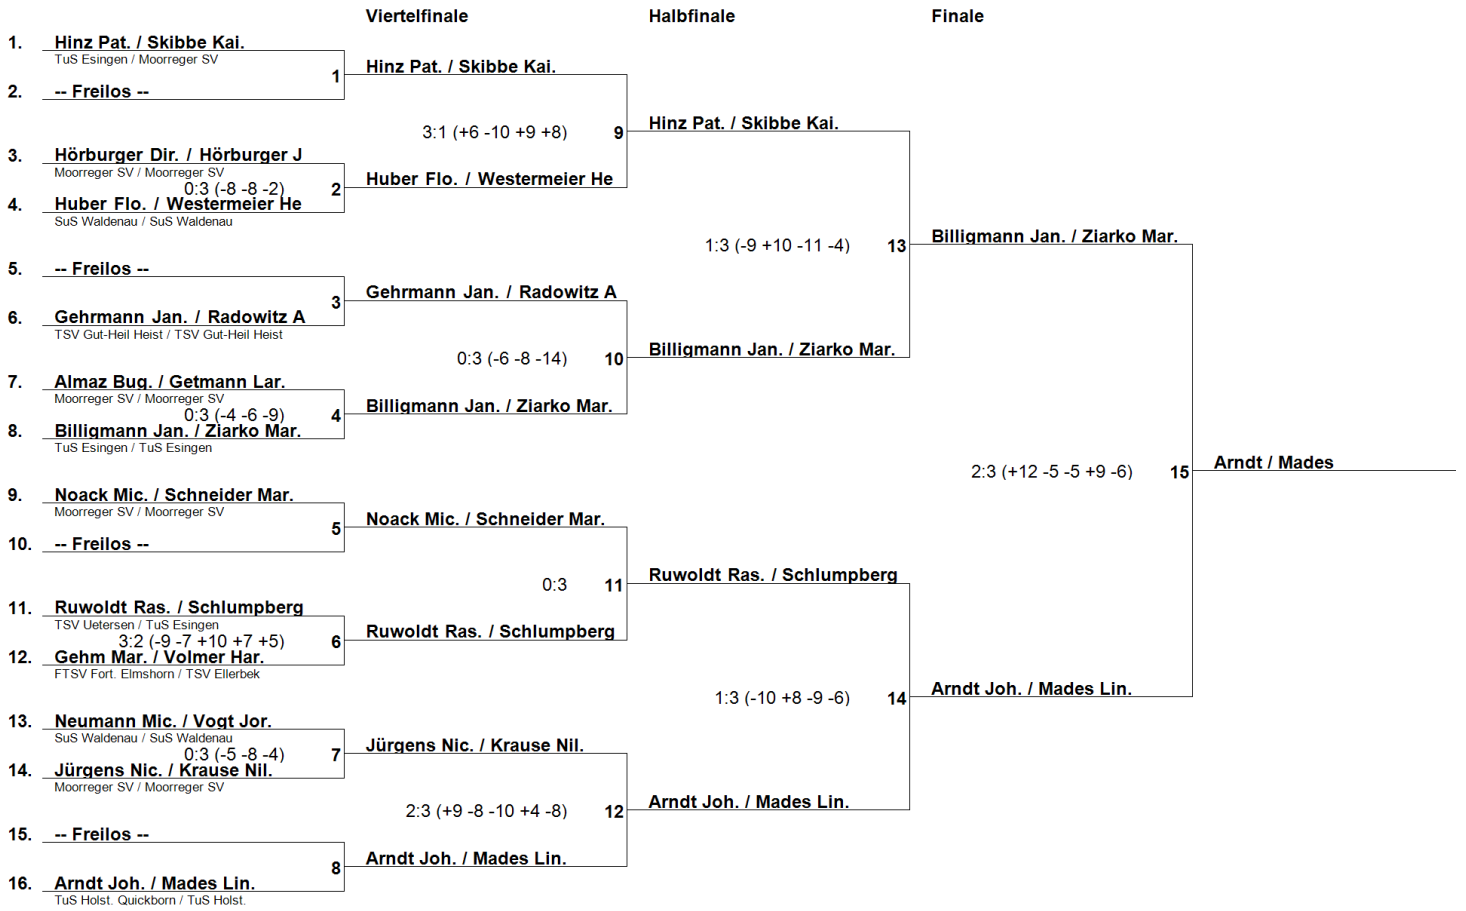 Viertelfinale
Halbfinale
Finale
1. Hinz Pat. / Skibbe Kai.
TuS Esingen / Moorreger SV
1
Hinz Pat. / Skibbe Kai.
2. -- Freilos --
3:1 (+6 -10 +9 +8) 9
Hinz Pat. / Skibbe Kai.
3. Hörburger Dir. / Hörburger J
Moorreger SV / Moorreger SV
0:3 (-8 -8 -2) 2
Huber Flo. / Westermeier He
4. Huber Flo. / Westermeier He
SuS Waldenau / SuS Waldenau
1:3 (-9 +10 -11 -4) 13
Billigmann Jan. / Ziarko Mar.
5. -- Freilos --
3
Gehrmann Jan. / Radowitz A
6. Gehrmann Jan. / Radowitz A
TSV Gut-Heil Heist / TSV Gut-Heil Heist
0:3 (-6 -8 -14) 10
Billigmann Jan. / Ziarko Mar.
7. Almaz Bug. / Getmann Lar.
Moorreger SV / Moorreger SV
0:3 (-4 -6 -9) 4
Billigmann Jan. / Ziarko Mar.
8. Billigmann Jan. / Ziarko Mar.
TuS Esingen / TuS Esingen
2:3 (+12 -5 -5 +9 -6) 15
Arndt / Mades
9. Noack Mic. / Schneider Mar.
Moorreger SV / Moorreger SV
5
Noack Mic. / Schneider Mar.
10. -- Freilos --
0:3 11
Ruwoldt Ras. / Schlumpberg
11. Ruwoldt Ras. / Schlumpberg
TSV Uetersen / TuS Esingen
3:2 (-9 -7 +10 +7 +5) 6
Ruwoldt Ras. / Schlumpberg
12. Gehm Mar. / Volmer Har.
FTSV Fort. Elmshorn / TSV Ellerbek
1:3 (-10 +8 -9 -6) 14
Arndt Joh. / Mades Lin.
13. Neumann Mic. / Vogt Jor.
SuS Waldenau / SuS Waldenau
0:3 (-5 -8 -4) 7
Jürgens Nic. / Krause Nil.
14. Jürgens Nic. / Krause Nil.
Moorreger SV / Moorreger SV
2:3 (+9 -8 -10 +4 -8) 12
Arndt Joh. / Mades Lin.
15. -- Freilos --
8
Arndt Joh. / Mades Lin.
16. Arndt Joh. / Mades Lin.
TuS Holst. Quickborn / TuS Holst.